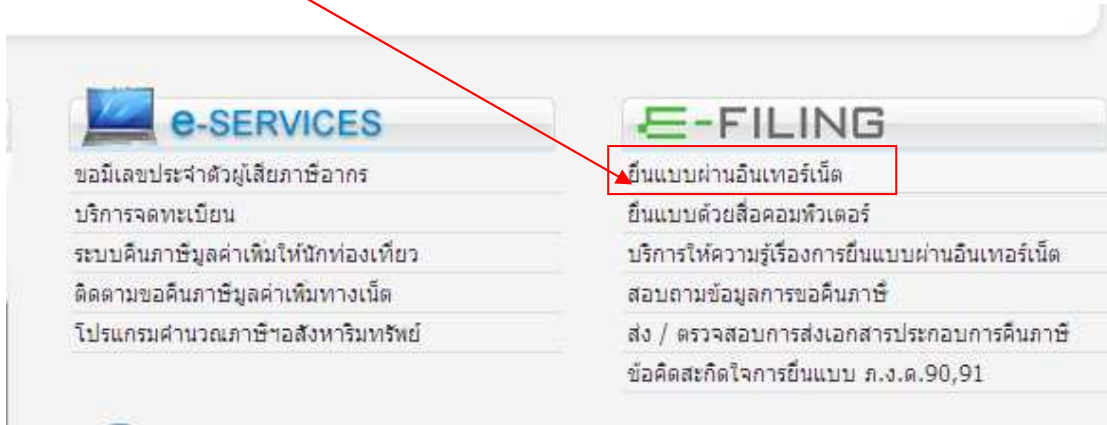 e-SERVICES
ขอมีเลขประจำตัวผู้เสียภาษีอากร
บริการจดทะเบียน
ระบบคืนภาษีมูลค่าเพิ่มให้นักท่องเที่ยว
ติดตามขอคืนภาษีมูลค่าเพิ่มทางเน็ต
โปรแกรมคำนวณภาษีฯอสังหาริมทรัพย์
E-FILING
ยื่นแบบผ่านอินเทอร์เน็ต
ยื่นแบบด้วยสื่อคอมพิวเตอร์
บริการให้ความรู้เรื่องการยื่นแบบผ่านอินเทอร์เน็ต
สอบถามข้อมูลการขอคืนภาษี
ส่ง / ตรวจสอบการส่งเอกสารประกอบการคืนภาษี
ข้อคิดสะกิดใจการยื่นแบบ ภ.ง.ด.90,91